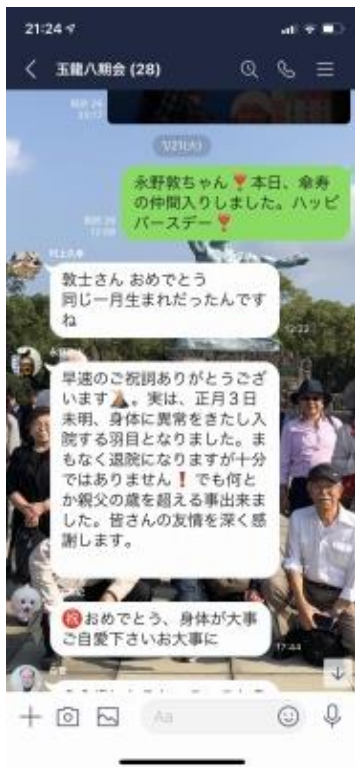 21:24
玉龍八期会 (28)
1/21(火)
永野敦ちゃん❣本日、傘寿
の仲間入りしました。ハッピ
バースデー❣
敦士さん おめでとう
同じ一月生まれだったんです
ね
12:22
早速のご祝詞ありがとうござ
います🙏。実は、正月3日
未明、身体に異常をきたし入
院する羽目となりました。ま
もなく退院になりますが十分
ではありません❗でも何と
か親父の歳を超える事出来ま
した。皆さんの友情を深く感
謝します。
㊗おめでとう、身体が大事
ご自愛下さいお大事に
17:44
Aa